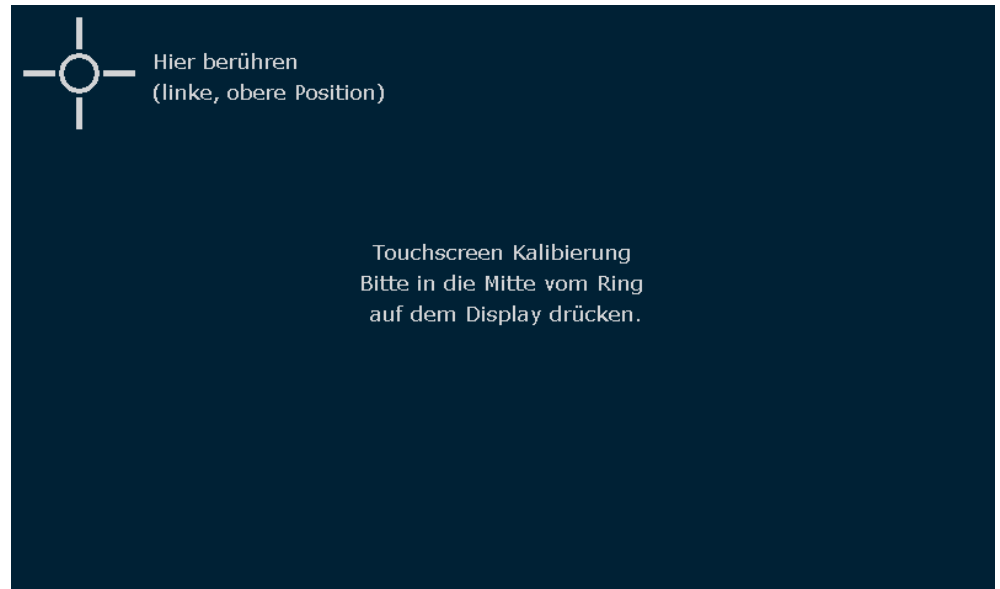 Hier berühren
(linke, obere Position)
Touchscreen Kalibierung
Bitte in die Mitte vom Ring
auf dem Display drücken.